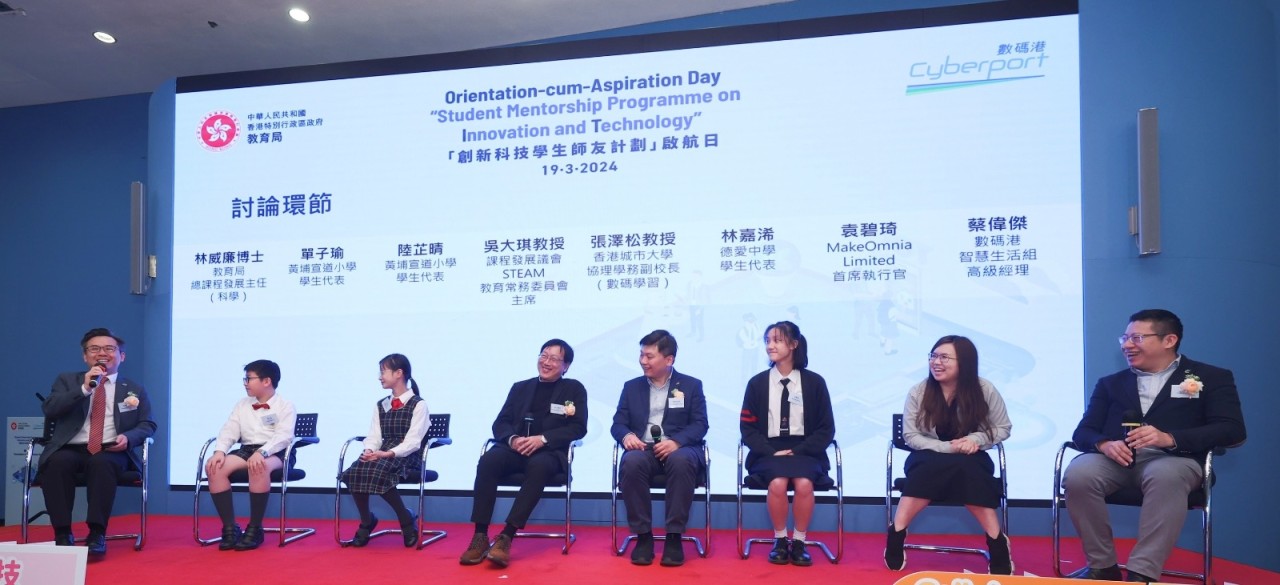 中華人民共和國
香港特別行政區政府
教育局
Orientation-cum-Aspiration Day
“Student Mentorship Programme on
Innovation and Technology”
「創新科技學生師友計劃」啟航日
19·3·2024
數碼港
Cyberport
討論環節
林威廉博士
教育局
總課程發展主任
（科學）
單子瑜
黃埔宣道小學
學生代表
陸芷晴
黃埔宣道小學
學生代表
吳大琪教授
課程發展議會
STEAM
教育常務委員會
主席
張澤松教授
香港城市大學
協理學務副校長
（數碼學習）
林嘉浠
德愛中學
學生代表
袁碧琦
MakeOmnia
Limited
首席執行官
蔡偉傑
數碼港
智慧生活組
高級經理
技